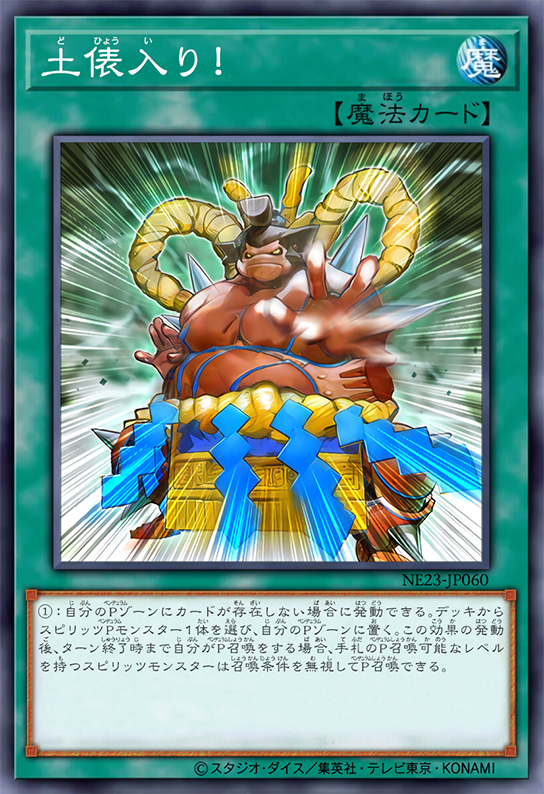 土俵入り!
魔
【魔法カード】
NE23-JP060
①:自分のPゾーンにカードが存在しない場合に発動できる。デッキから
スピリッツPモンスター1体を選び、自分のPゾーンに置く。この効果の発動
後、ターン終了時まで自分がP召喚をする場合、手札のP召喚可能なレベル
を持つスピリッツモンスターは召喚条件を無視してP召喚できる。
©スタジオ・ダイス/集英社・テレビ東京・KONAMI